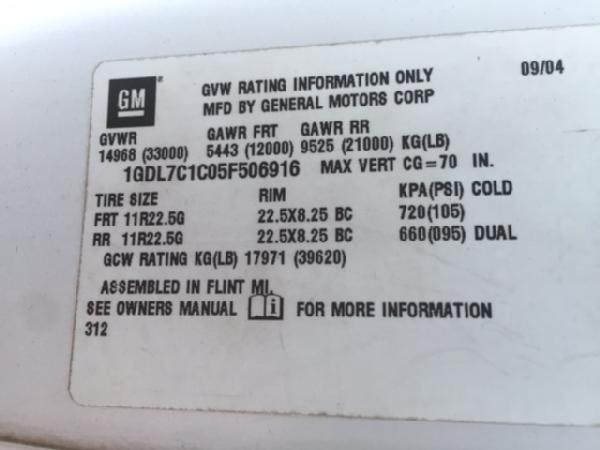 GM
GVW RATING INFORMATION ONLY 09/04
MFD BY GENERAL MOTORS CORP
GVWR GAWR FRT GAWR RR
14968 (33000) 5443 (12000) 9525 (21000) KG(LB)
1GDL7C1C05F506916 MAX VERT CG=70 IN.
TIRE SIZE RIM KPA(PSI) COLD
FRT 11R22.5G 22.5X8.25 BC 720(105)
RR 11R22.5G 22.5X8.25 BC 660(095) DUAL
GCW RATING KG(LB) 17971 (39620)
ASSEMBLED IN FLINT MI.
SEE OWNERS MANUAL i FOR MORE INFORMATION
312